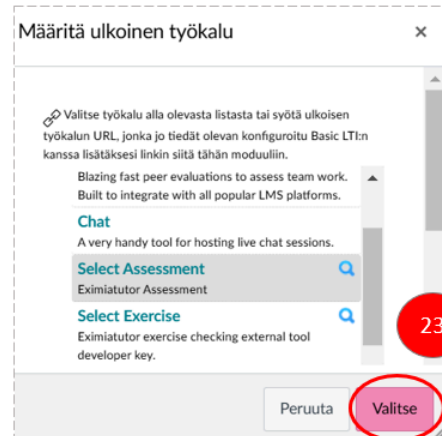 Määritä ulkoinen työkalu ×
Valitse työkalu alla olevasta listasta tai syötä ulkoisen
työkalun URL, jonka jo tiedät olevan konfiguroitu Basic LTI:n
kanssa lisätäksesi linkin siitä tähän moduuliin.
Blazing fast peer evaluations to assess team work.
Built to integrate with all popular LMS platforms.
Chat
A very handy tool for hosting live chat sessions.
Select Assessment
Eximiatutor Assessment
Select Exercise
Eximiatutor exercise checking external tool
developer key.
23
Peruuta Valitse